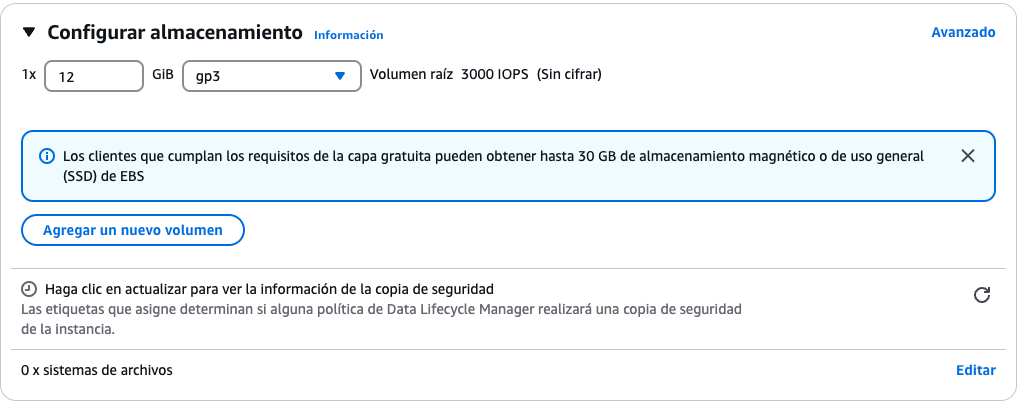 Configurar almacenamiento Información Avanzado
1x 12 GiB gp3 Volumen raíz 3000 IOPS (Sin cifrar)
Los clientes que cumplan los requisitos de la capa gratuita pueden obtener hasta 30 GB de almacenamiento magnético o de uso general
(SSD) de EBS
Agregar un nuevo volumen
Haga clic en actualizar para ver la información de la copia de seguridad
Las etiquetas que asigne determinan si alguna política de Data Lifecycle Manager realizará una copia de seguridad
de la instancia.
0 x sistemas de archivos Editar